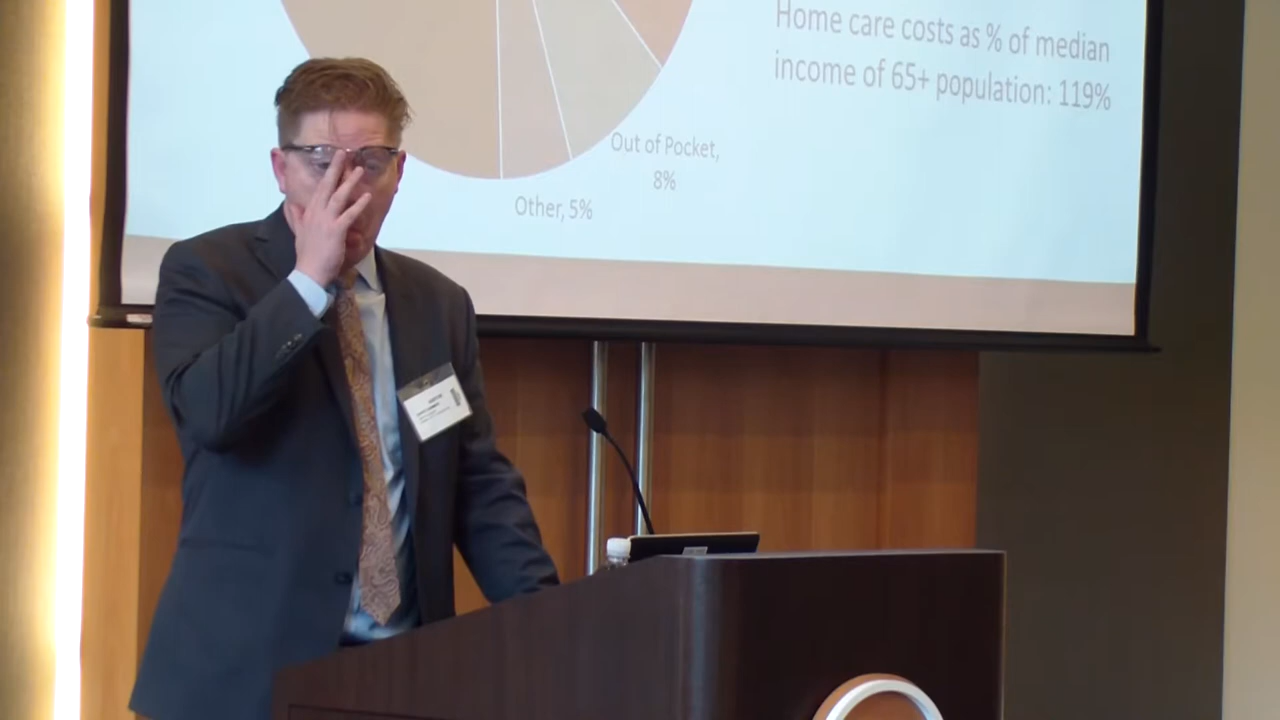 Home care costs as % of median
income of 65+ population: 119%
Out of Pocket,
8%
Other, 5%